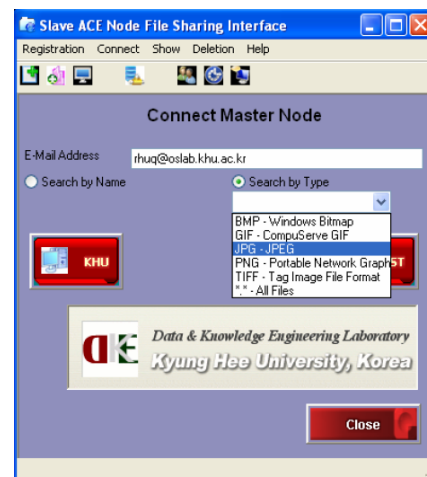 Slave ACE Node File Sharing Interface
Registration Connect Show Deletion Help
Connect Master Node
E-Mail Address rhuq@oslab.khu.ac.kr
Search by Name Search by Type
BMP - Windows Bitmap
GIF - CompuServe GIF
JPG - JPEG
PNG - Portable Network Graph
TIFF - Tag Image File Format
*.* - All Files
KHU ST
DKE
Data & Knowledge Engineering Laboratory
Kyung Hee University, Korea
Close